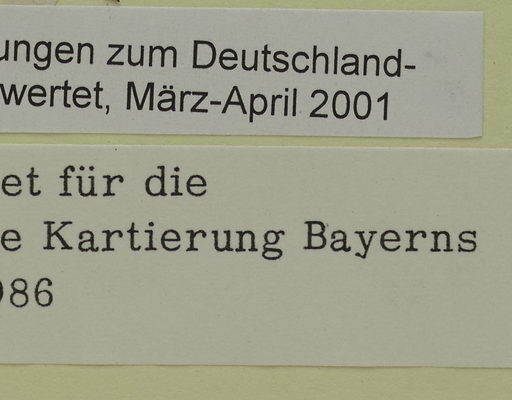 ungen zum Deutschland-
wertet, März-April 2001
et für die
e Kartierung Bayerns
986